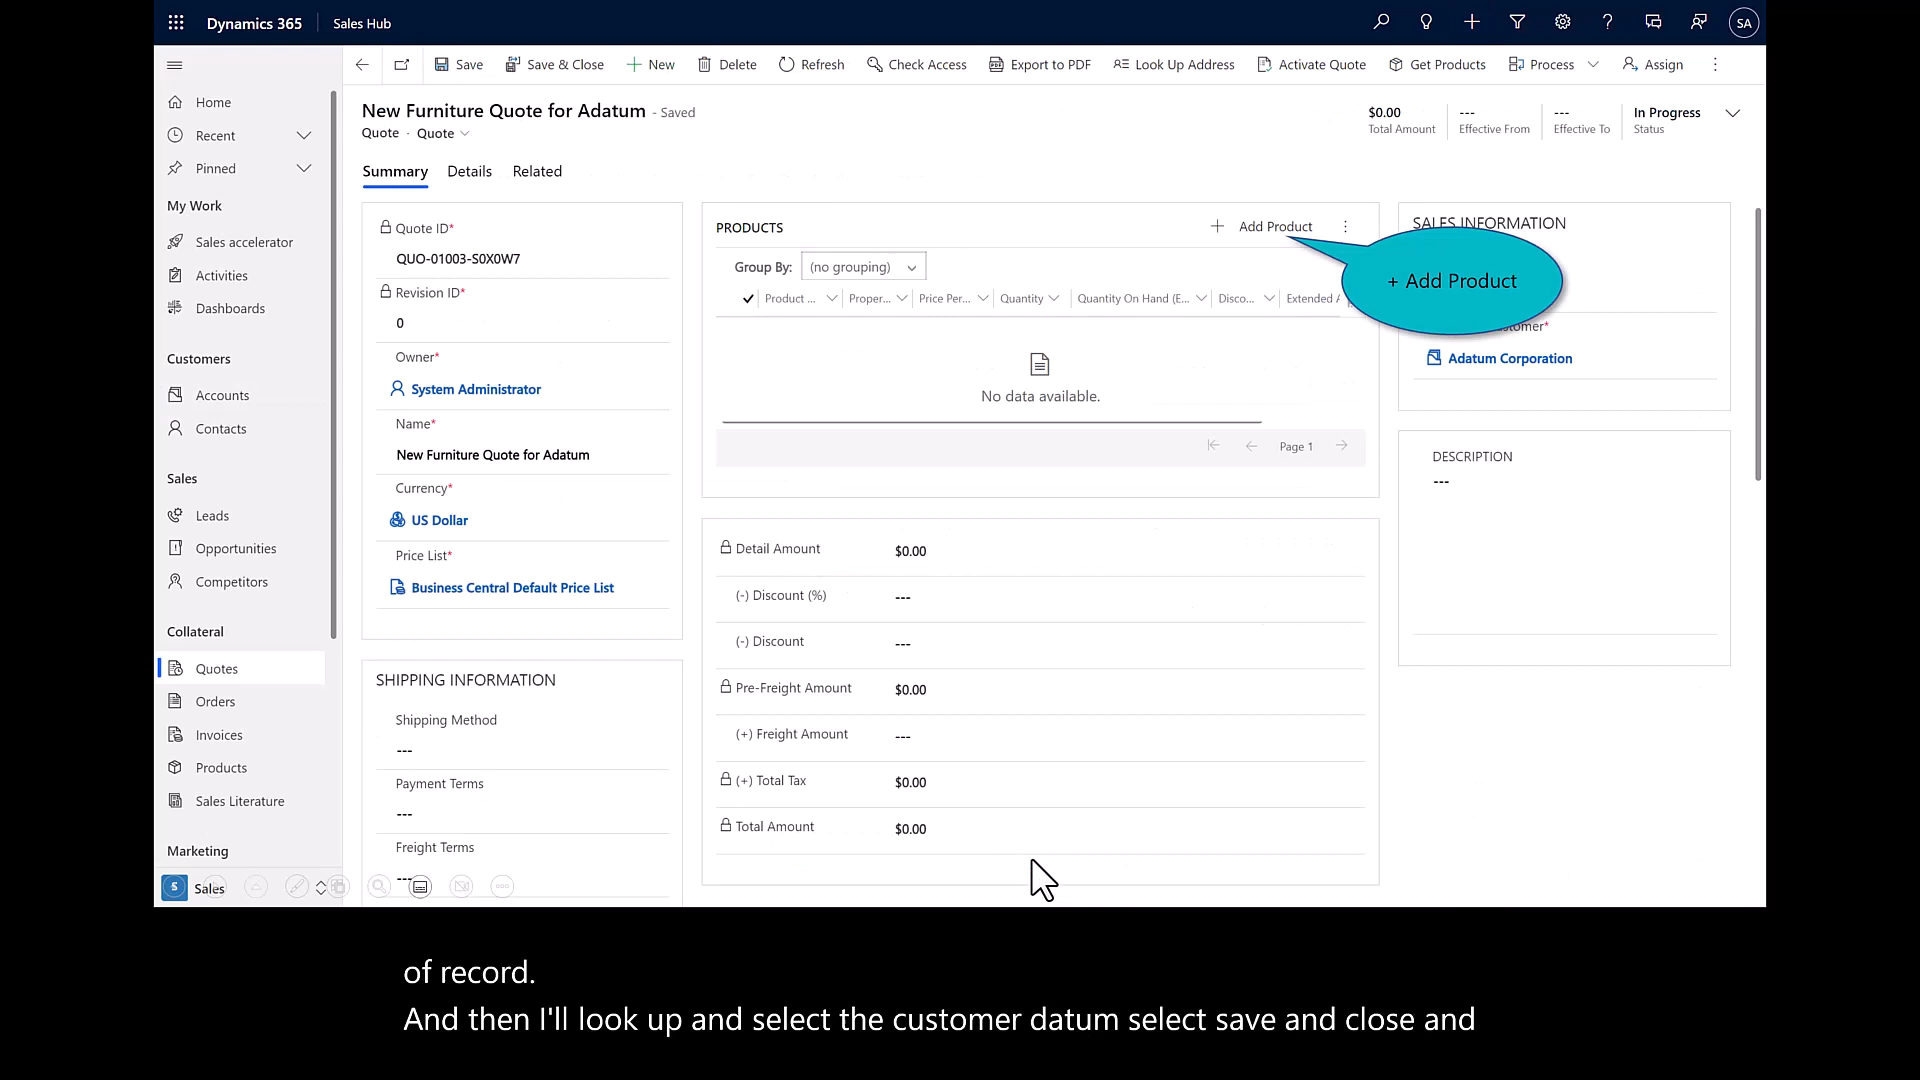 Dynamics 365
Sales Hub
SA
Save
Save & Close
New
Delete
Refresh
Check Access
Export to PDF
Look Up Address
Activate Quote
Get Products
Process
Assign
Home
Recent
Pinned
My Work
Sales accelerator
Activities
Dashboards
Customers
Accounts
Contacts
Sales
Leads
Opportunities
Competitors
Collateral
Quotes
Orders
Invoices
Products
Sales Literature
Marketing
S
Sales
New Furniture Quote for Adatum - Saved
Quote · Quote
$0.00
Total Amount
---
Effective From
---
Effective To
In Progress
Status
Summary
Details
Related
Quote ID*
QUO-01003-S0X0W7
Revision ID*
0
Owner*
System Administrator
Name*
New Furniture Quote for Adatum
Currency*
US Dollar
Price List*
Business Central Default Price List
SHIPPING INFORMATION
Shipping Method
---
Payment Terms
---
Freight Terms
---
PRODUCTS
Add Product
Group By:
(no grouping)
Product ...
Proper...
Price Per...
Quantity
Quantity On Hand (E...
Disco...
Extended
No data available.
Page 1
Detail Amount
$0.00
(-) Discount (%)
---
(-) Discount
---
Pre-Freight Amount
$0.00
(+) Freight Amount
---
(+) Total Tax
$0.00
Total Amount
$0.00
SALES INFORMATION
+ Add Product
Adatum Corporation
DESCRIPTION
---
of record.
And then I'll look up and select the customer datum select save and close and